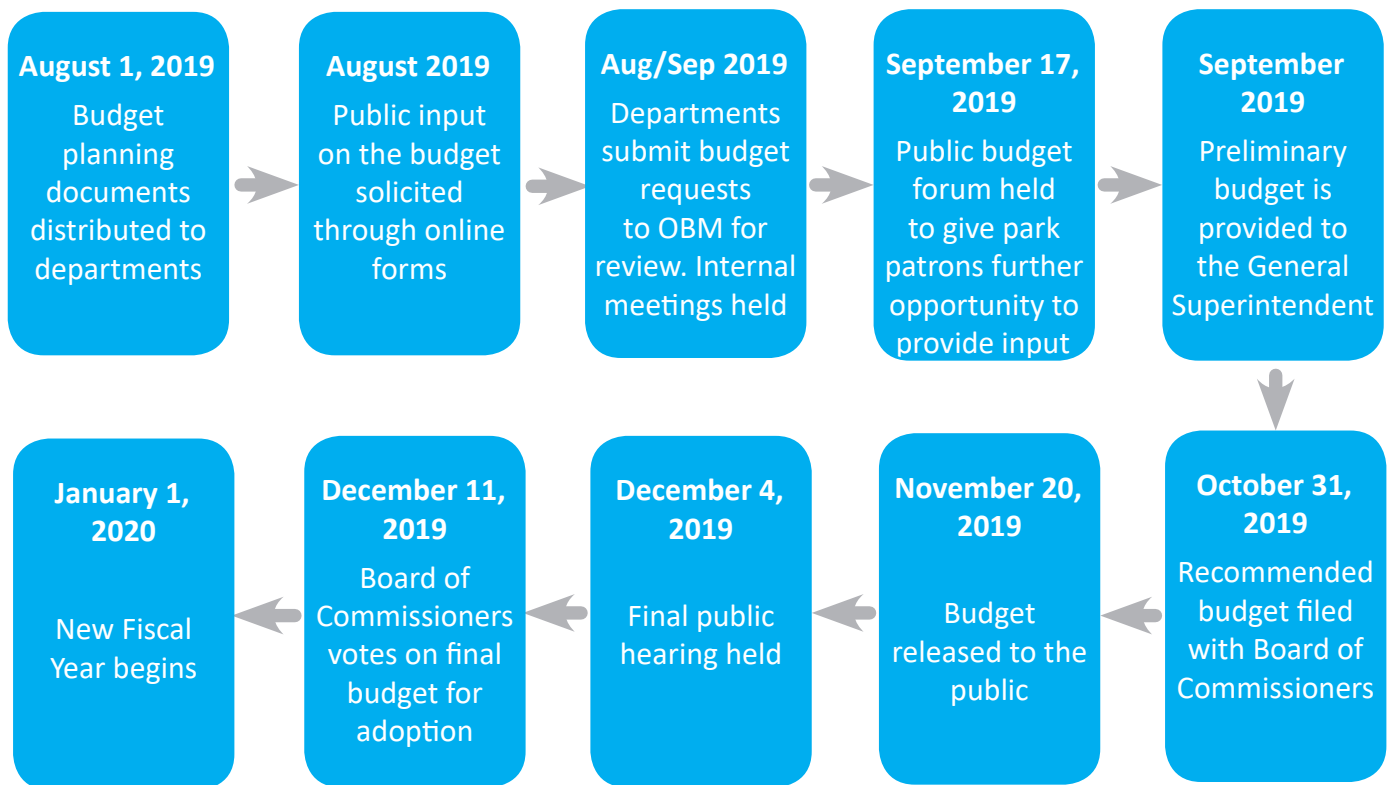 August 1, 2019
Budget
planning
documents
distributed to
departments
August 2019
Public input
on the budget
solicited
through online
forms
Aug/Sep 2019
Departments
submit budget
requests
to OBM for
review. Internal
meetings held
September 17,
2019
Public budget
forum held
to give park
patrons further
opportunity to
provide input
September
2019
Preliminary
budget is
provided to
the General
Superintendent
October 31,
2019
Recommended
budget filed
with Board of
Commissioners
November 20,
2019
Budget
released to the
public
December 4,
2019
Final public
hearing held
December 11,
2019
Board of
Commissioners
votes on final
budget for
adoption
January 1,
2020
New Fiscal
Year begins